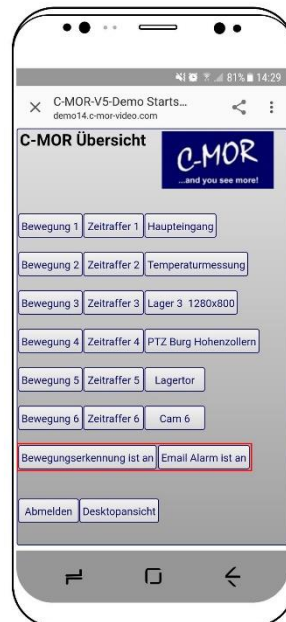 81% 14:29
C-MOR-V5-Demo Starts...
demo14.c-mor-video.com
C-MOR Übersicht
C-MOR
...and you see more!
Bewegung 1 Zeitraffer 1 Haupteingang
Bewegung 2 Zeitraffer 2 Temperaturmessung
Bewegung 3 Zeitraffer 3 Lager 3 1280x800
Bewegung 4 Zeitraffer 4 PTZ Burg Hohenzollern
Bewegung 5 Zeitraffer 5 Lagertor
Bewegung 6 Zeitraffer 6 Cam 6
Bewegungserkennung ist an Email Alarm ist an
Abmelden Desktopansicht